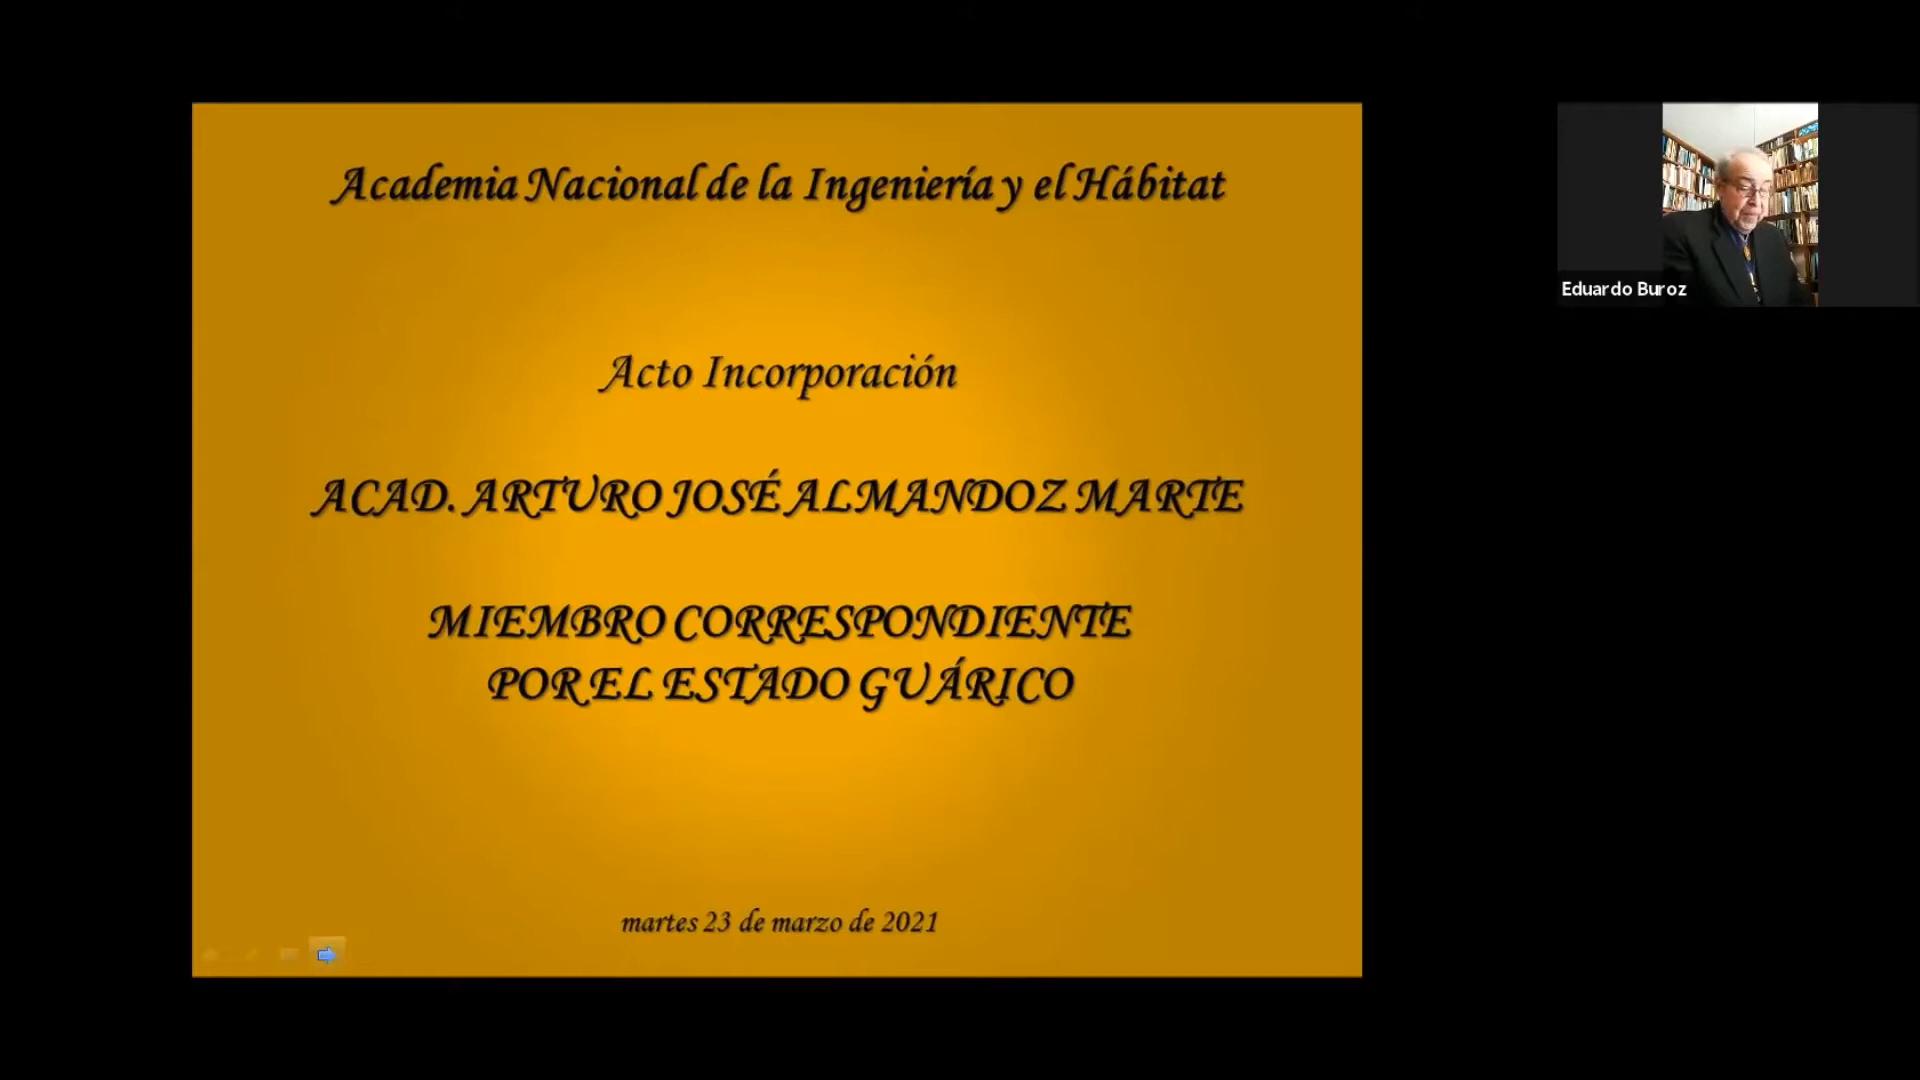 Academia Nacional de la Ingeniería y el Hábitat
Acto Incorporación
ACAD. ARTURO JOSÉ ALMANDOZ MARTE
MIEMBRO CORRESPONDIENTE
POR EL ESTADO GUÁRICO
martes 23 de marzo de 2021
Eduardo Buroz